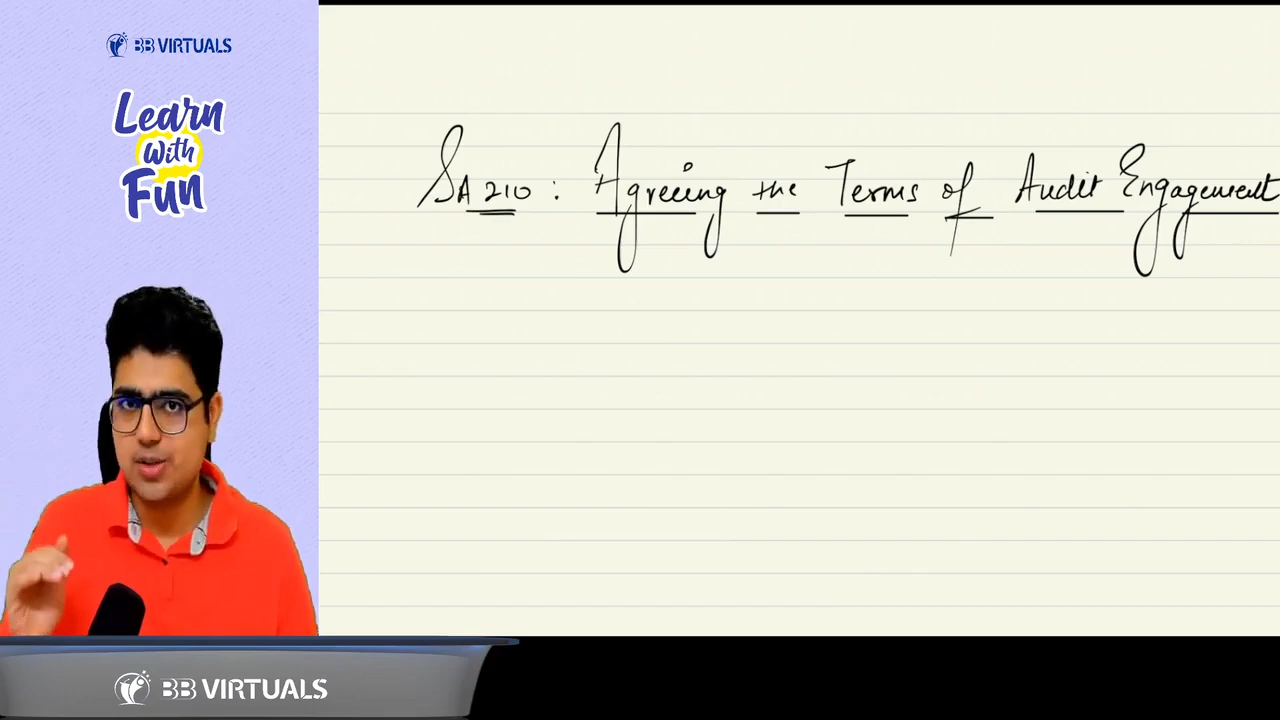 BB VIRTUALS
Learn
With
Fun
SA 210 : Agreeing the Terms of Audit Engagement
BB VIRTUALS